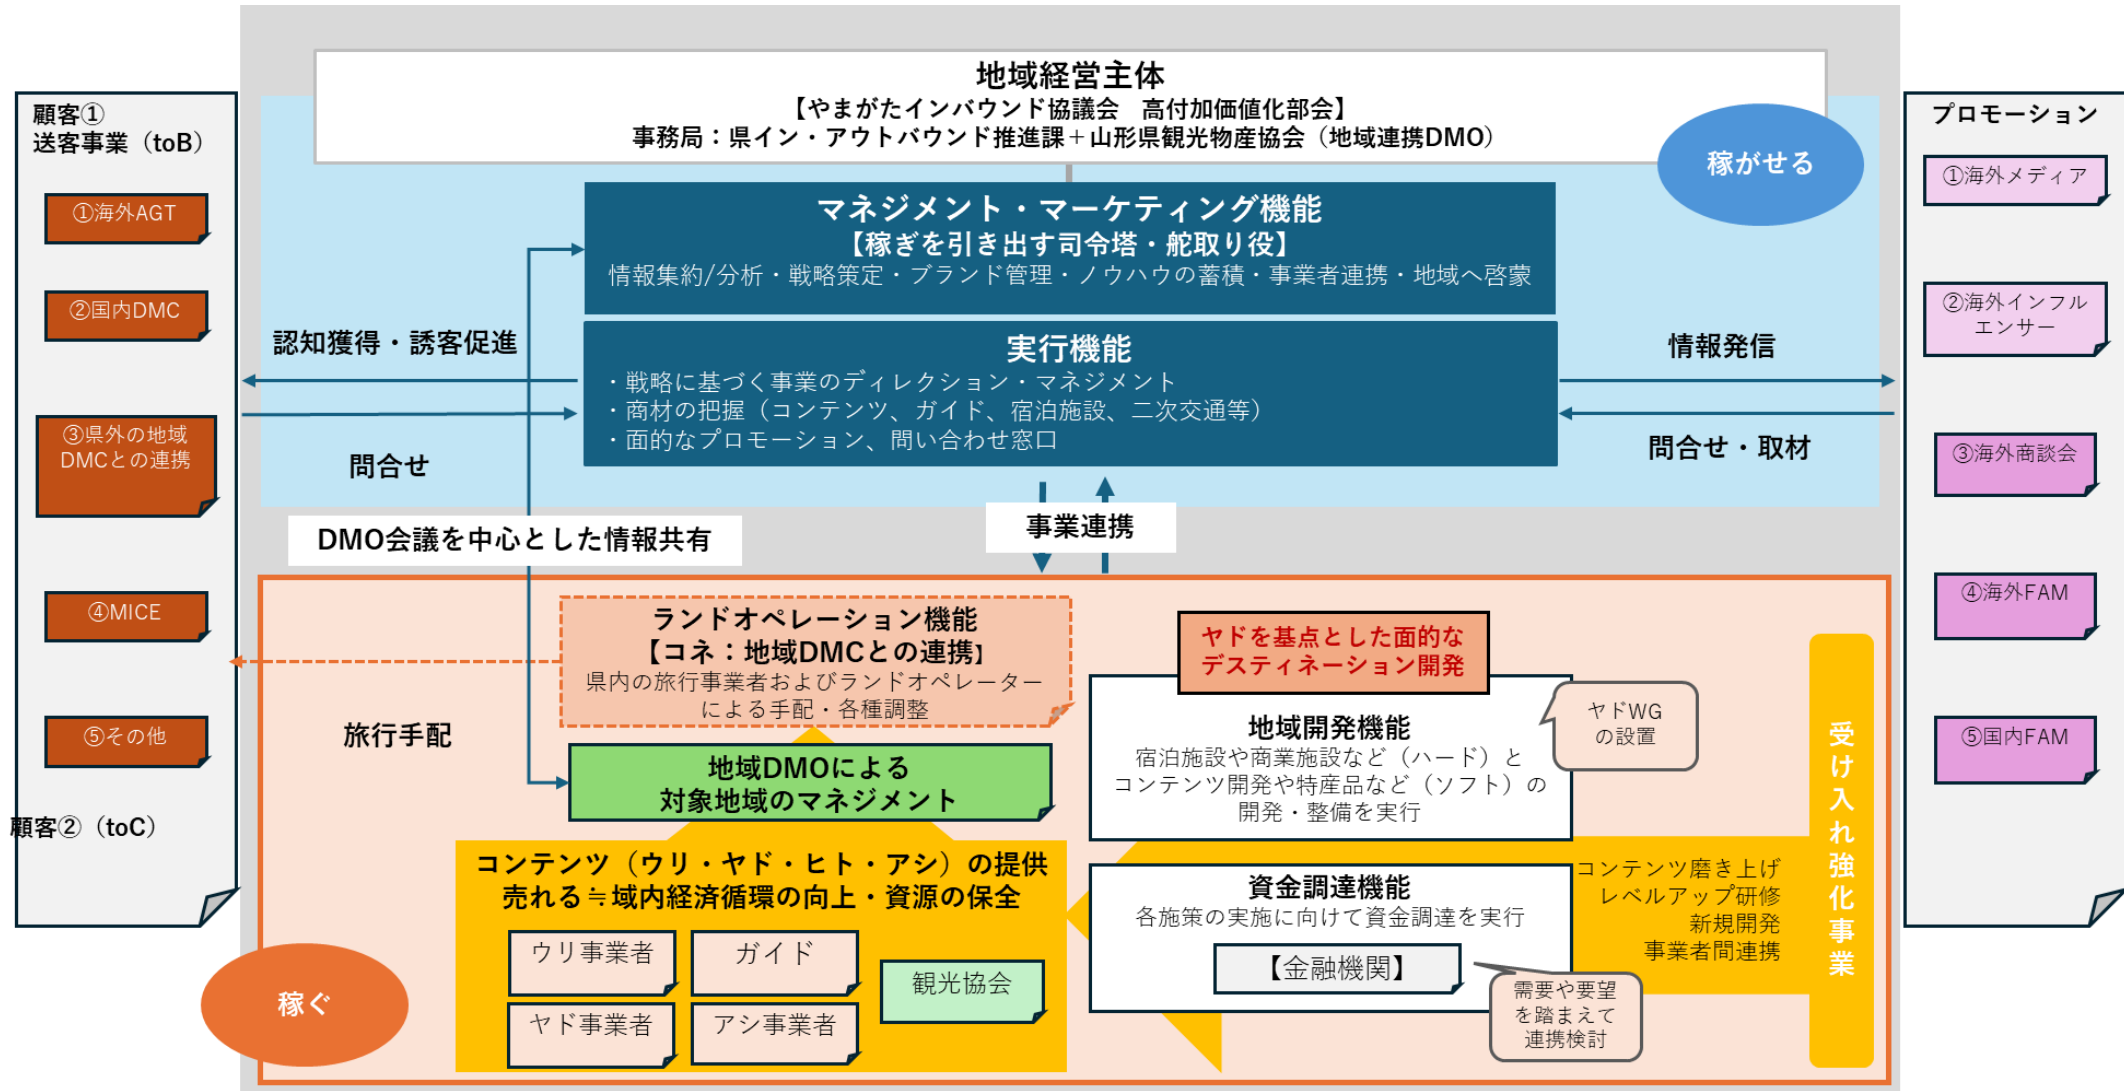 地域経営主体
【やまがたインバウンド協議会　高付加価値化部会】
事務局：県イン・アウトバウンド推進課＋山形県観光物産協会（地域連携DMO）
稼がせる
顧客①
送客事業（toB）
①海外AGT
②国内DMC
③県外の地域
DMCとの連携
④MICE
⑤その他
顧客②（toC）
マネジメント・マーケティング機能
【稼ぎを引き出す司令塔・舵取り役】
情報集約/分析・戦略策定・ブランド管理・ノウハウの蓄積・事業者連携・地域へ啓蒙
実行機能
・戦略に基づく事業のディレクション・マネジメント
・商材の把握（コンテンツ、ガイド、宿泊施設、二次交通等）
・面的なプロモーション、問い合わせ窓口
認知獲得・誘客促進
問合せ
情報発信
問合せ・取材
プロモーション
①海外メディア
②海外インフル
エンサー
③海外商談会
④海外FAM
⑤国内FAM
DMO会議を中心とした情報共有
事業連携
ランドオペレーション機能
【コネ：地域DMCとの連携】
県内の旅行事業者およびランドオペレーター
による手配・各種調整
旅行手配
地域DMOによる
対象地域のマネジメント
コンテンツ（ウリ・ヤド・ヒト・アシ）の提供
売れる≒域内経済循環の向上・資源の保全
ウリ事業者
ガイド
ヤド事業者
アシ事業者
観光協会
稼ぐ
ヤドを基点とした面的な
デスティネーション開発
地域開発機能
宿泊施設や商業施設など（ハード）と
コンテンツ開発や特産品など（ソフト）の
開発・整備を実行
ヤドWG
の設置
資金調達機能
各施策の実施に向けて資金調達を実行
【金融機関】
需要や要望
を踏まえて
連携検討
コンテンツ磨き上げ
レベルアップ研修
新規開発
事業者間連携
受け入れ強化事業